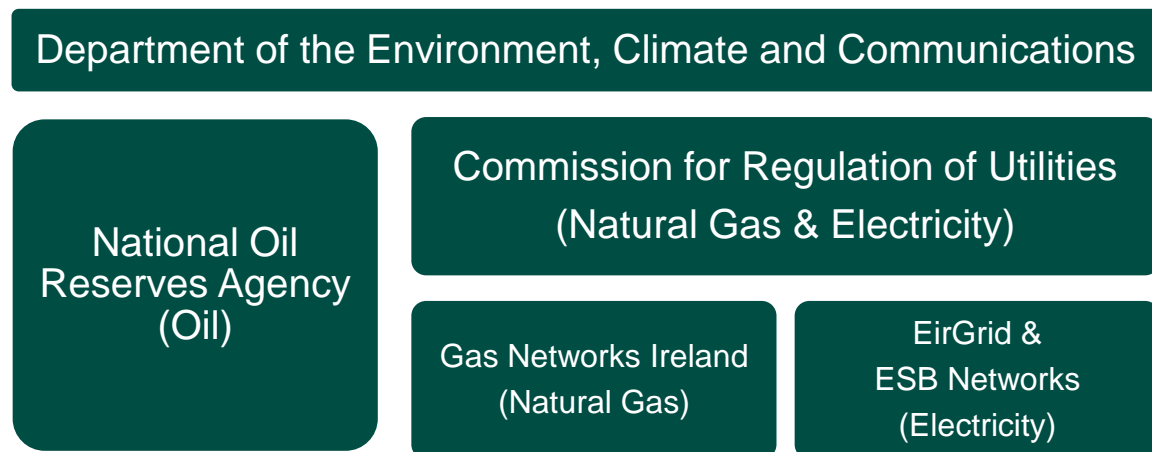 Department of the Environment, Climate and Communications
National Oil
Reserves Agency
(Oil)
Commission for Regulation of Utilities
(Natural Gas & Electricity)
Gas Networks Ireland
(Natural Gas)
EirGrid &
ESB Networks
(Electricity)